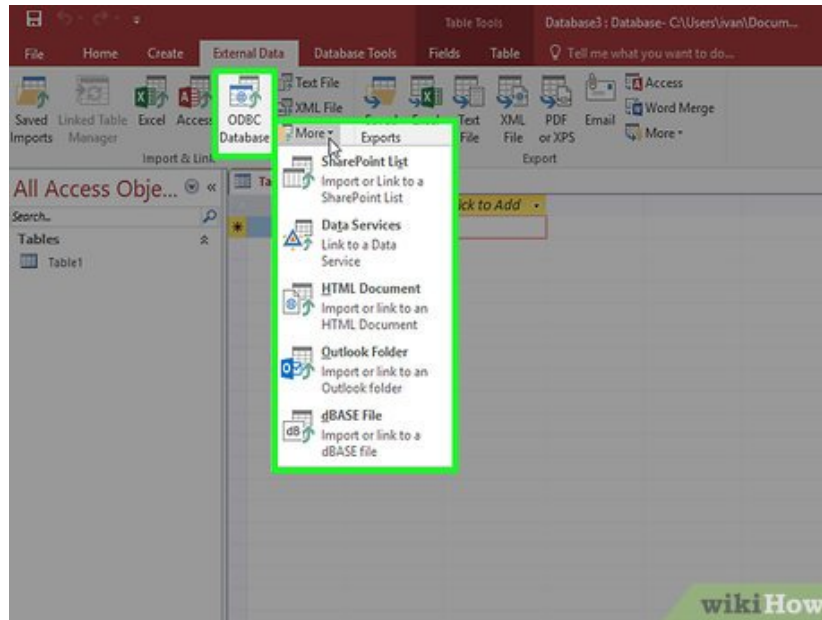 Table Tools
Database3 : Database- C:\Users\ivan\Docum...
File Home Create External Data Database Tools Fields Table Tell me what you want to do...
Saved Imports
Linked Table Manager
Excel
Access
ODBC Database
Text File
XML File
More
Exports
Text File
XML File
PDF or XPS
Email
Access
Word Merge
More
Import & Link
Export
All Access Obje...
Search...
Tables
Table1
SharePoint List
Import or Link to a
SharePoint List
Data Services
Link to a Data
Service
HTML Document
Import or link to an
HTML Document
Outlook Folder
Import or link to an
Outlook folder
dBASE File
Import or link to a
dBASE file
to Add
wikiHow